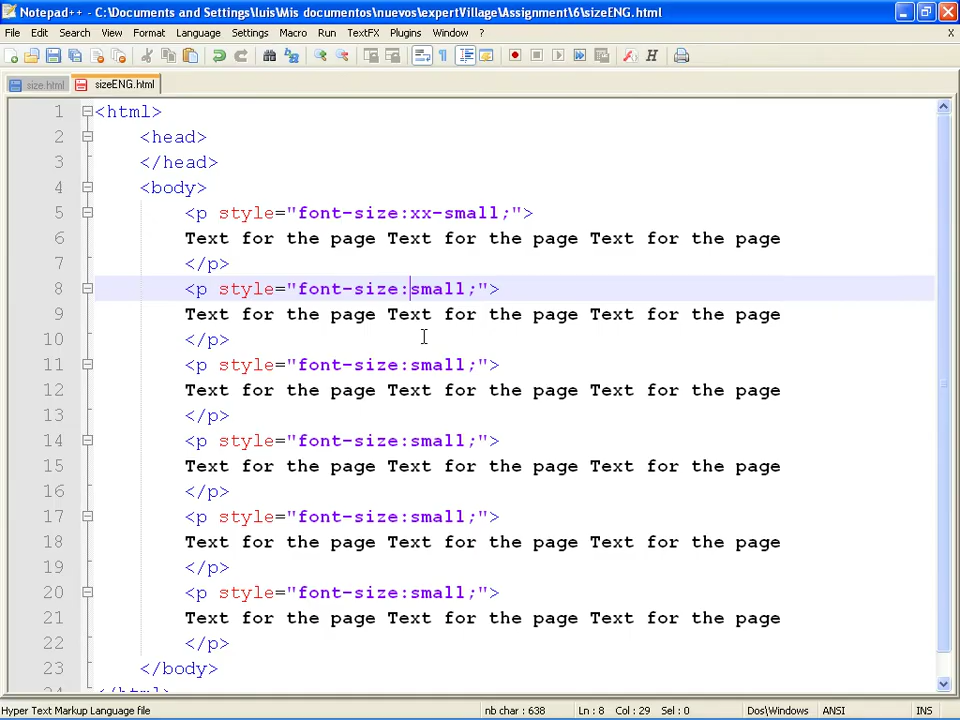 Notepad++ - C:\Documents and Settings\luis\Mis documentos\nuevos\expertVillage\Assignment\6\sizeENG.html
File Edit Search View Format Language Settings Macro Run TextFX Plugins Window ? X
size.html sizeENG.html
1 <html>
2 <head>
3 </head>
4 <body>
5 <p style="font-size:xx-small;">
6 Text for the page Text for the page Text for the page
7 </p>
8 <p style="font-size:small;">
9 Text for the page Text for the page Text for the page
10 </p>
11 <p style="font-size:small;">
12 Text for the page Text for the page Text for the page
13 </p>
14 <p style="font-size:small;">
15 Text for the page Text for the page Text for the page
16 </p>
17 <p style="font-size:small;">
18 Text for the page Text for the page Text for the page
19 </p>
20 <p style="font-size:small;">
21 Text for the page Text for the page Text for the page
22 </p>
23 </body>
24 </html>
Hyper Text Markup Language file nb char : 638 Ln : 8 Col : 29 Sel : 0 Dos\Windows ANSI INS